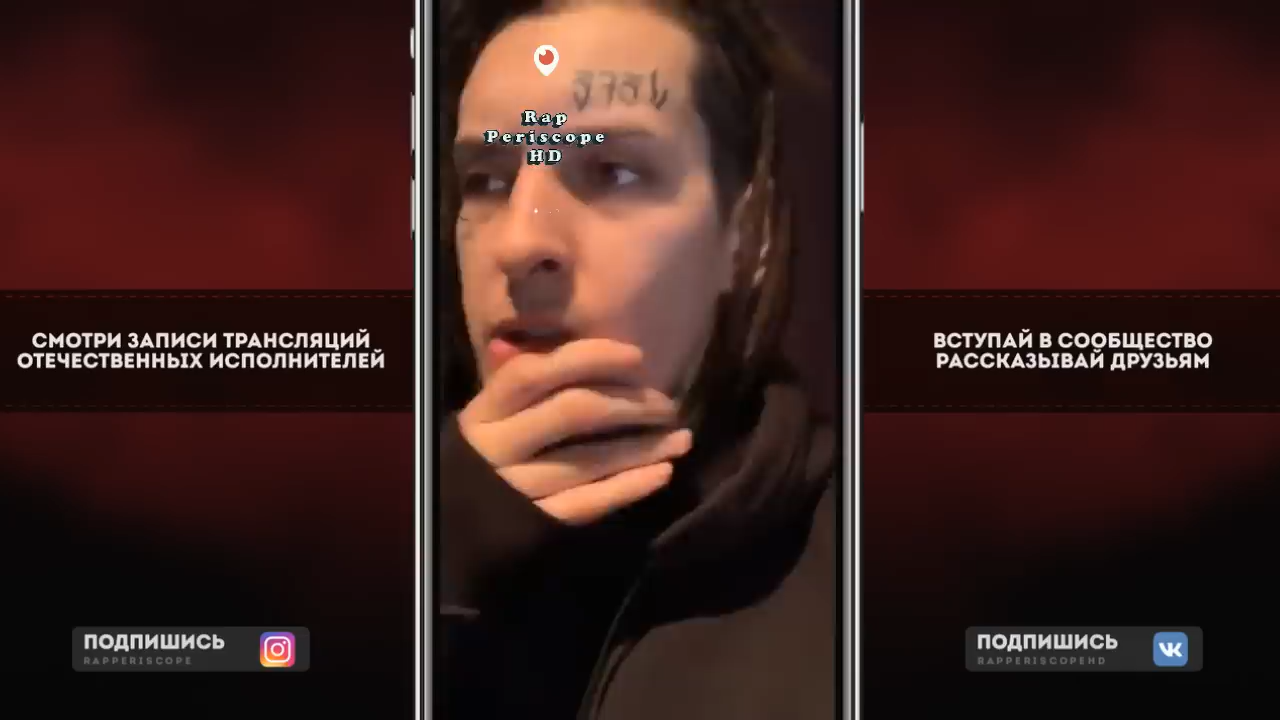 Rap
Periscope
HD
СМОТРИ ЗАПИСИ ТРАНСЛЯЦИЙ
ОТЕЧЕСТВЕННЫХ ИСПОЛНИТЕЛЕЙ
ВСТУПАЙ В СООБЩЕСТВО
РАССКАЗЫВАЙ ДРУЗЬЯМ
ПОДПИШИСЬ
RAPPERISCOPE
ПОДПИШИСЬ
RAPPERISCOPEHD